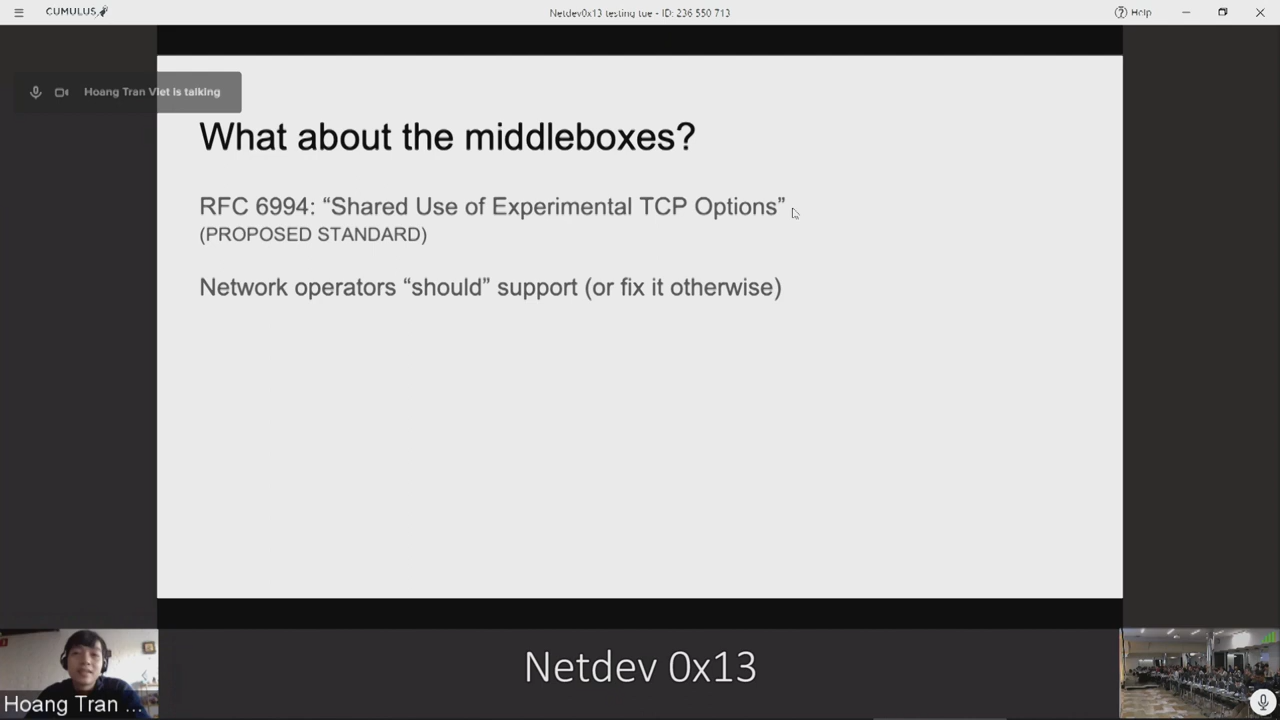 CUMULUS
Netdev0x13 testing tue - ID: 236 550 713
Help
Hoang Tran Viet is talking
What about the middleboxes?
RFC 6994: “Shared Use of Experimental TCP Options”
(PROPOSED STANDARD)
Network operators “should” support (or fix it otherwise)
Hoang Tran ...
Netdev 0x13